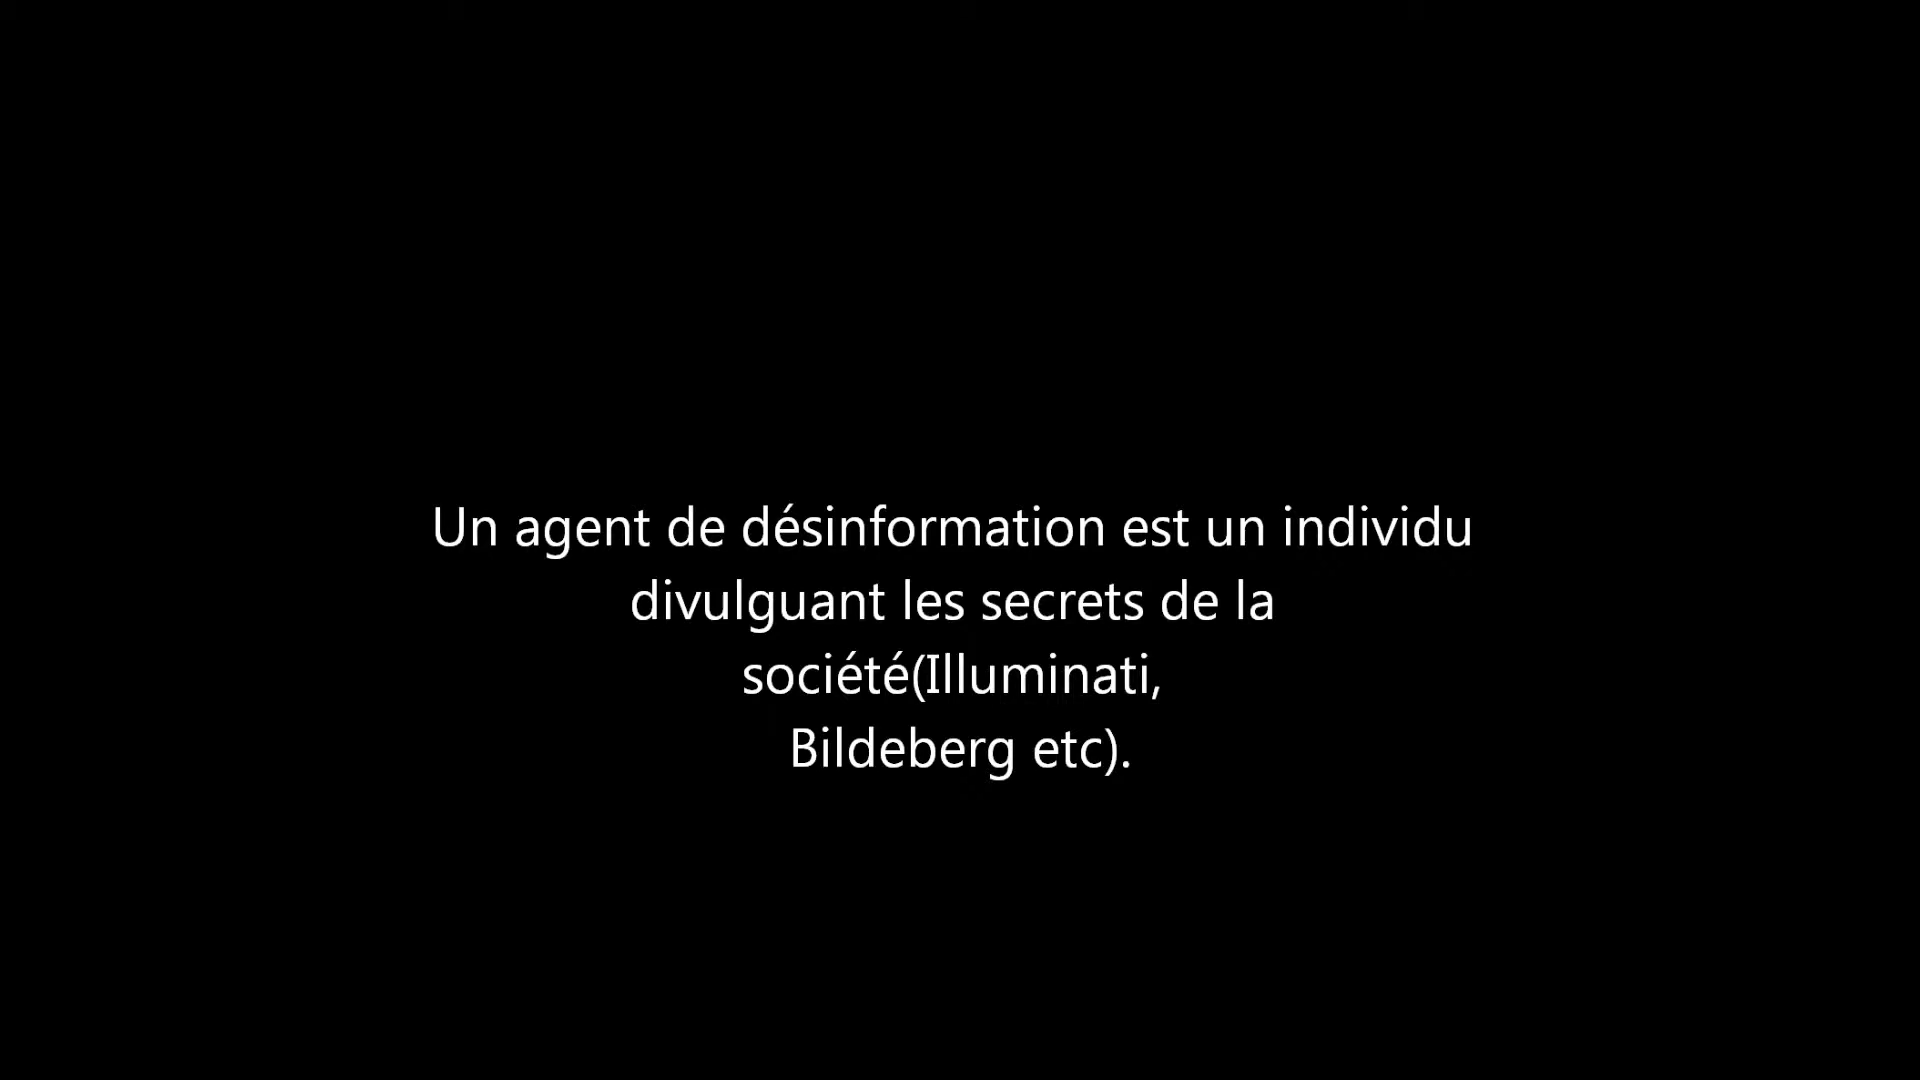 Un agent de désinformation est un individu
divulguant les secrets de la
société(Illuminati,
Bildeberg etc).